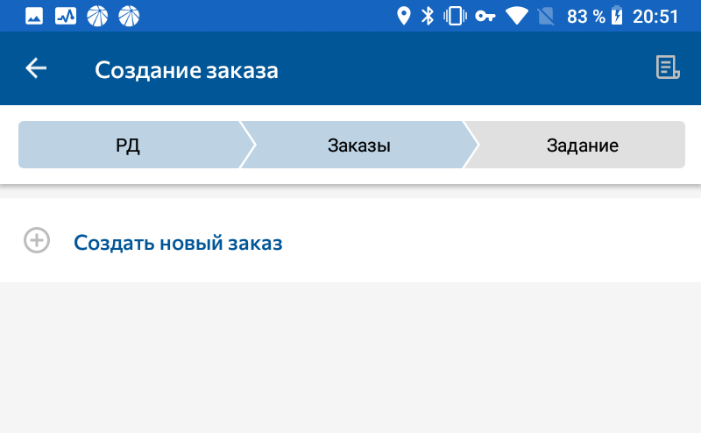 83 % 20:51
Создание заказа
РД Заказы Задание
Создать новый заказ